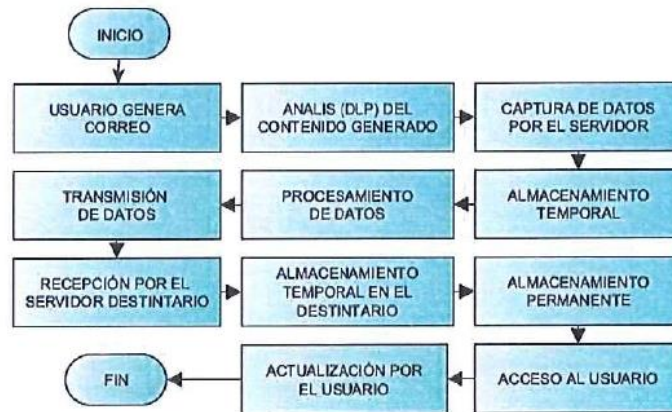 INICIO
USUARIO GENERA
CORREO
ANALIS (DLP) DEL
CONTENIDO GENERADO
CAPTURA DE DATOS
POR EL SERVIDOR
ALMACENAMIENTO
TEMPORAL
PROCESAMIENTO
DE DATOS
TRANSMISIÓN
DE DATOS
RECEPCIÓN POR EL
SERVIDOR DESTINTARIO
ALMACENAMIENTO
TEMPORAL EN EL
DESTINTARIO
ALMACENAMIENTO
PERMANENTE
ACCESO AL USUARIO
ACTUALIZACIÓN POR
EL USUARIO
FIN